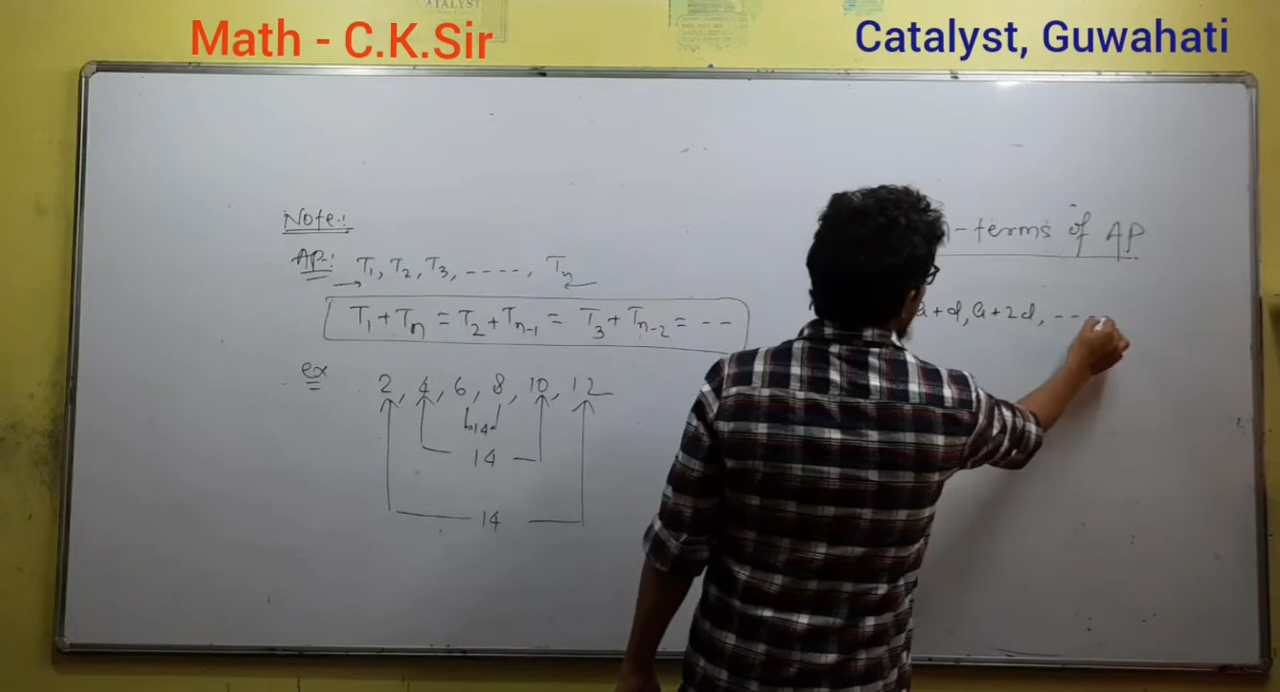 CATALYST
Math - C.K.Sir
Catalyst, Guwahati
Note:
AP: T₁, T₂, T₃, ----, Tₙ
T₁ + Tₙ = T₂ + Tₙ₋₁ = T₃ + Tₙ₋₂ = --
ex 2, 4, 6, 8, 10, 12
14
14
14
n-terms of AP
a+d, a+2d, ---